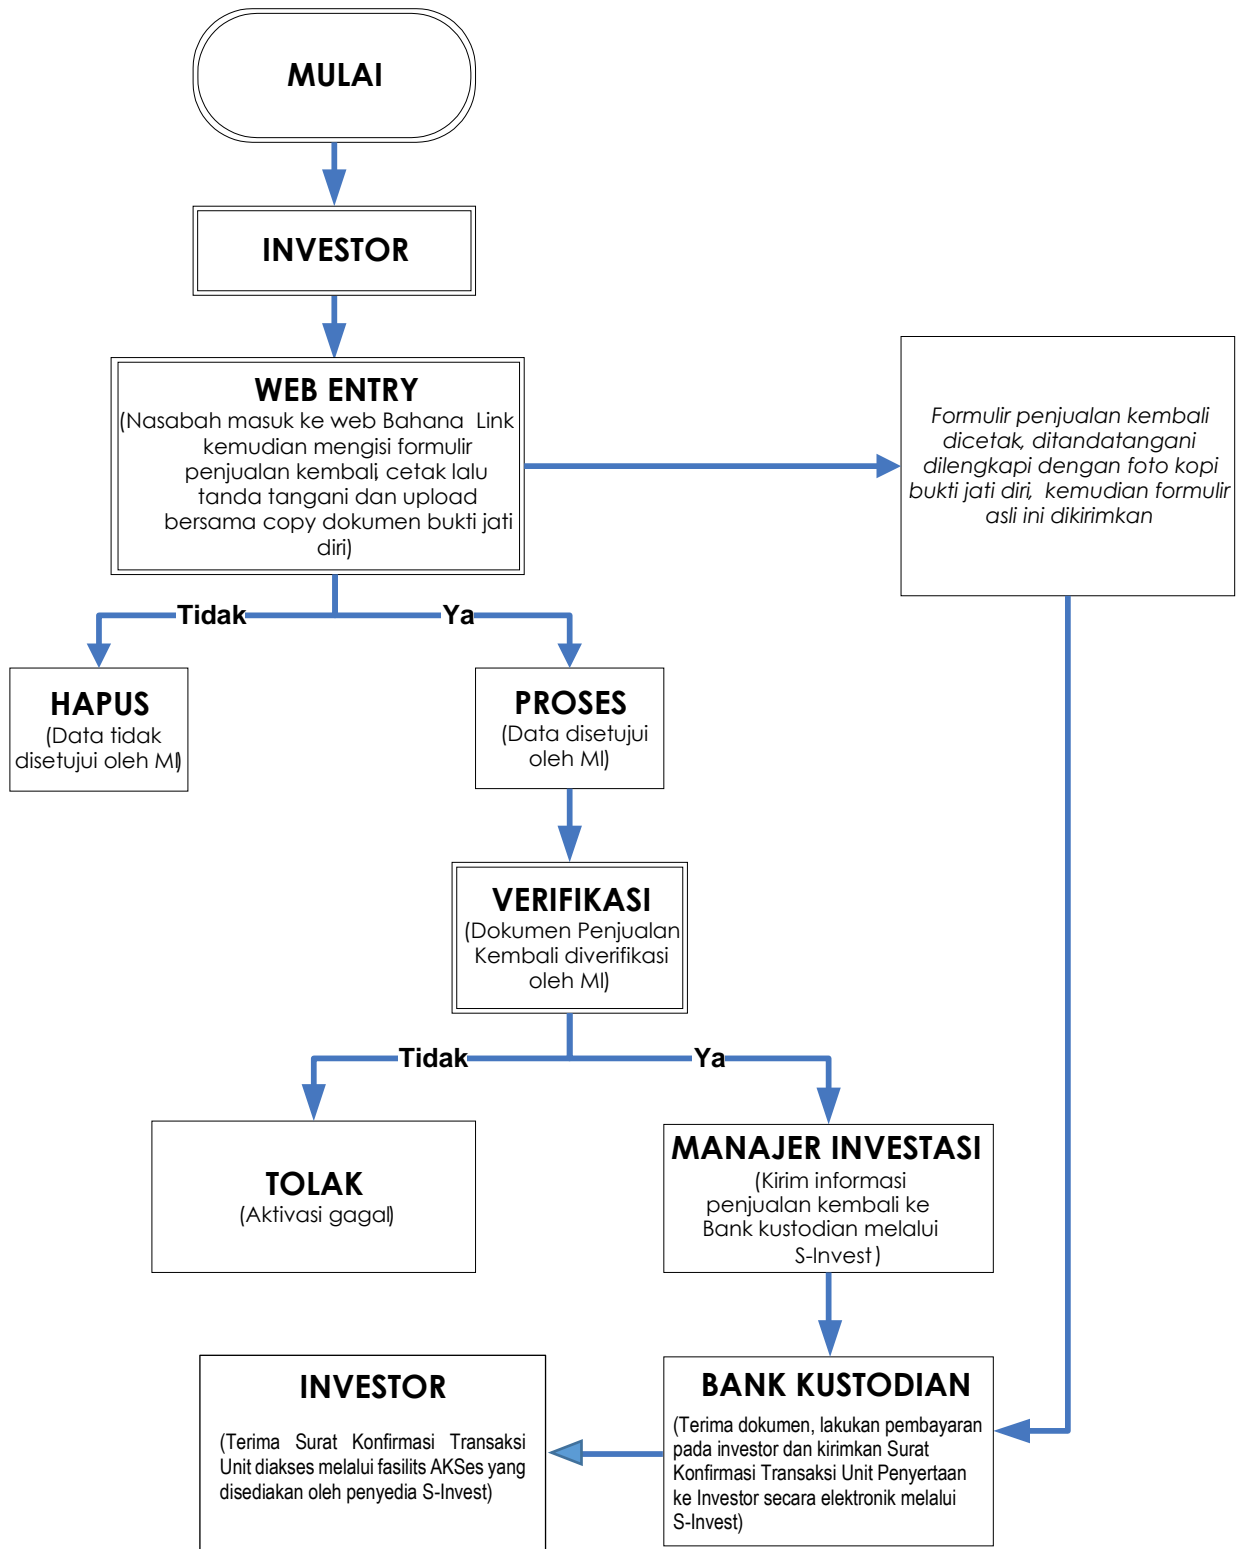 MULAI
INVESTOR
WEB ENTRY
(Nasabah masuk ke web Bahana Link
kemudian mengisi formulir
penjualan kembali, cetak lalu
tanda tangani dan upload
bersama copy dokumen bukti jati
diri)
Formulir penjualan kembali
dicetak, ditandatangani
dilengkapi dengan foto kopi
bukti jati diri, kemudian formulir
asli ini dikirimkan
Tidak
Ya
HAPUS
(Data tidak
disetujui oleh MI)
PROSES
(Data disetujui
oleh MI)
VERIFIKASI
(Dokumen Penjualan
Kembali diverifikasi
oleh MI)
Tidak
Ya
TOLAK
(Aktivasi gagal)
MANAJER INVESTASI
(Kirim informasi
penjualan kembali ke
Bank kustodian melalui
S-Invest)
INVESTOR
(Terima Surat Konfirmasi Transaksi
Unit diakses melalui fasilits AKSes yang
disediakan oleh penyedia S-Invest)
BANK KUSTODIAN
(Terima dokumen, lakukan pembayaran
pada investor dan kirimkan Surat
Konfirmasi Transaksi Unit Penyertaan
ke Investor secara elektronik melalui
S-Invest)